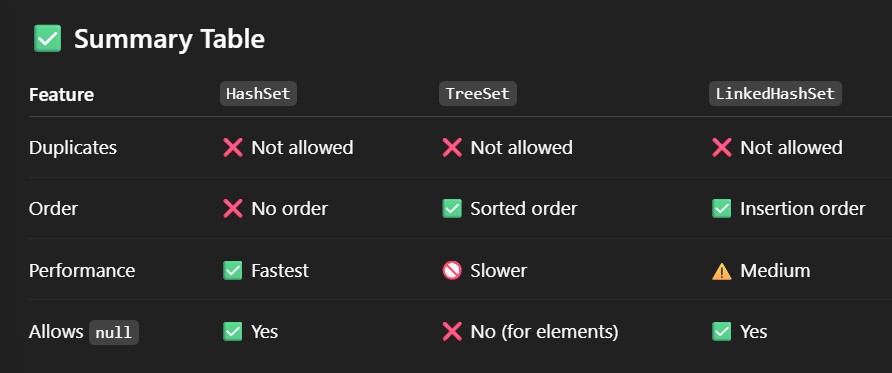 ✅ Summary Table
Feature HashSet TreeSet LinkedHashSet
Duplicates ❌ Not allowed ❌ Not allowed ❌ Not allowed
Order ❌ No order ✅ Sorted order ✅ Insertion order
Performance ✅ Fastest 🚫 Slower ⚠️ Medium
Allows null ✅ Yes ❌ No (for elements) ✅ Yes